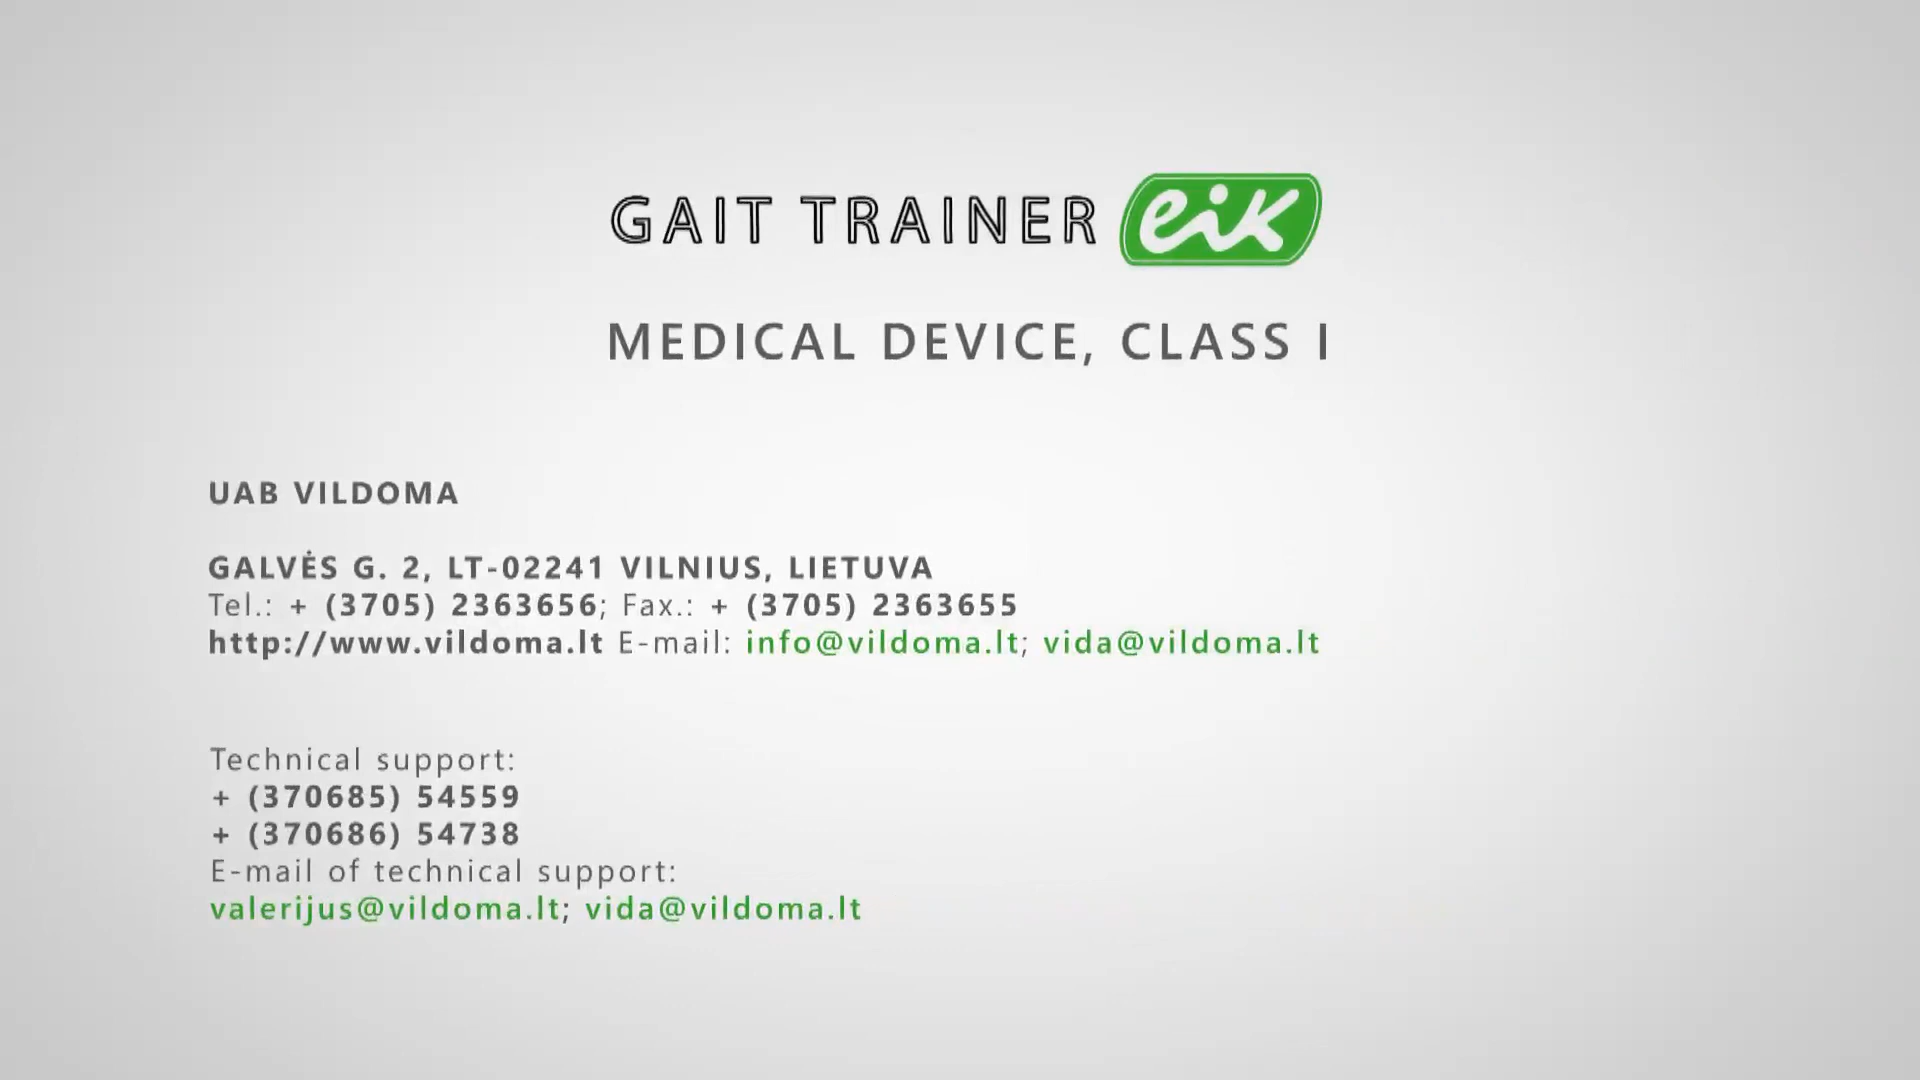 GAIT TRAINER eik
MEDICAL DEVICE, CLASS I
UAB VILDOMA
GALVĖS G. 2, LT-02241 VILNIUS, LIETUVA
Tel.: + (3705) 2363656; Fax.: + (3705) 2363655
http://www.vildoma.lt E-mail: info@vildoma.lt; vida@vildoma.lt
Technical support:
+ (370685) 54559
+ (370686) 54738
E-mail of technical support:
valerijus@vildoma.lt; vida@vildoma.lt